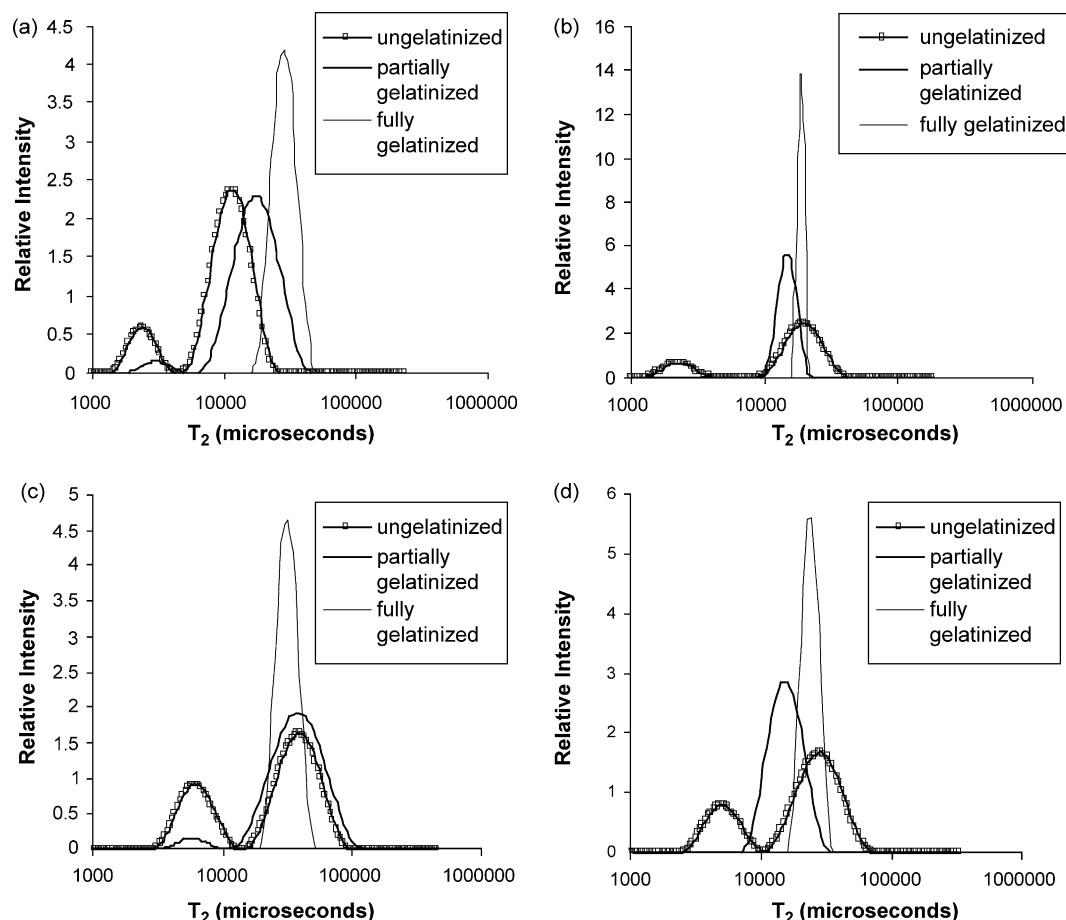 (a)
4.5
4
3.5
3
2.5
2
1.5
1
0.5
0
Relative Intensity
1000 10000 100000 1000000
T2 (microseconds)
ungelatinized
partially
gelatinized
fully
gelatinized
(b)
16
14
12
10
8
6
4
2
0
Relative Intensity
1000 10000 100000 1000000
T2 (microseconds)
ungelatinized
partially
gelatinized
fully gelatinized
(c)
5
4.5
4
3.5
3
2.5
2
1.5
1
0.5
0
Relative Intensity
1000 10000 100000 1000000
T2 (microseconds)
ungelatinized
partially
gelatinized
fully
gelatinized
(d)
6
5
4
3
2
1
0
Relative Intensity
1000 10000 100000 1000000
T2 (microseconds)
ungelatinized
partially
gelatinized
fully
gelatinized